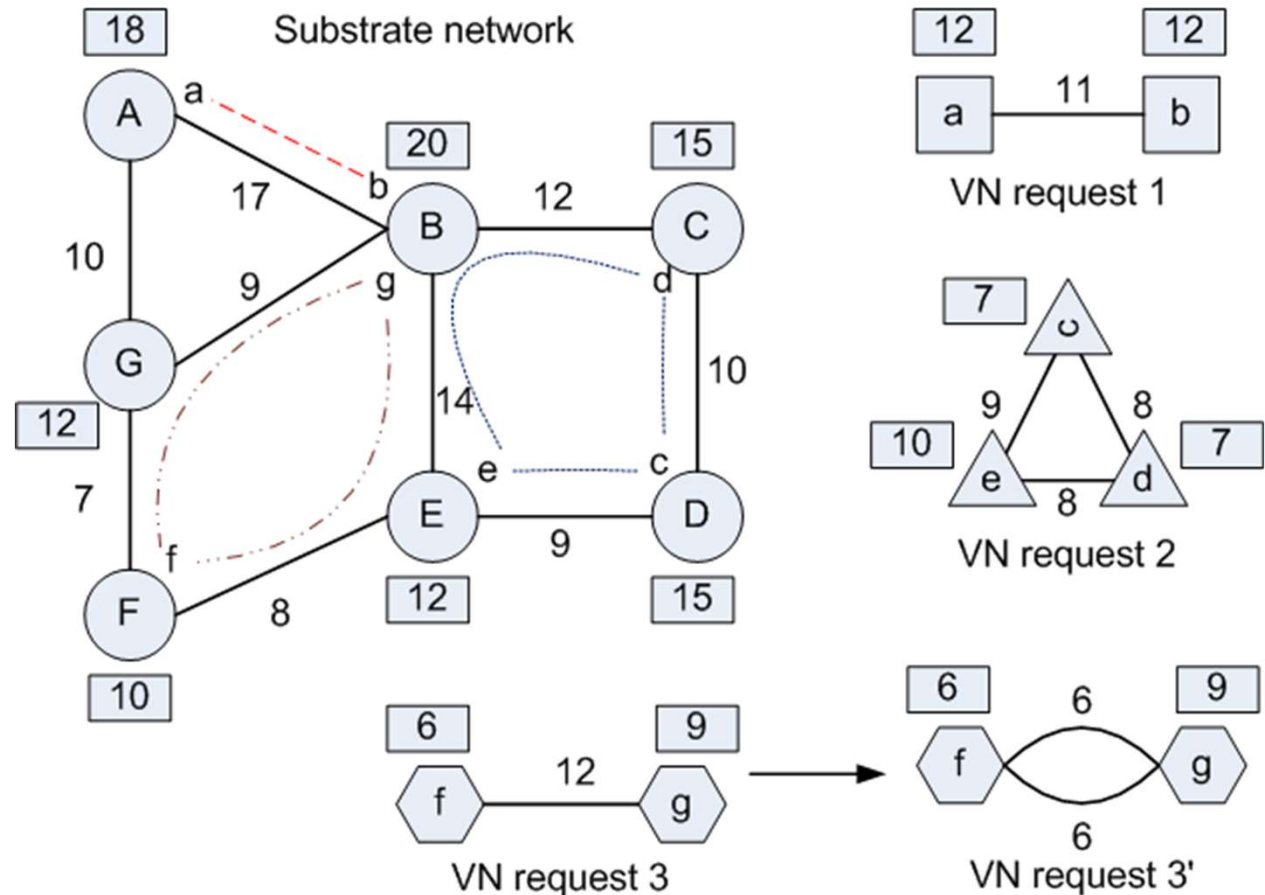 18
Substrate network
12
12
A
a
11
a
b
20
15
b
VN request 1
17
12
B
C
10
9
g
d
7
c
G
10
12
14
9
8
10
7
e
c
e
d
8
7
E
D
f
9
VN request 2
F
8
12
15
10
6
9
6
9
6
f
12
g
f
g
6
VN request 3
VN request 3'